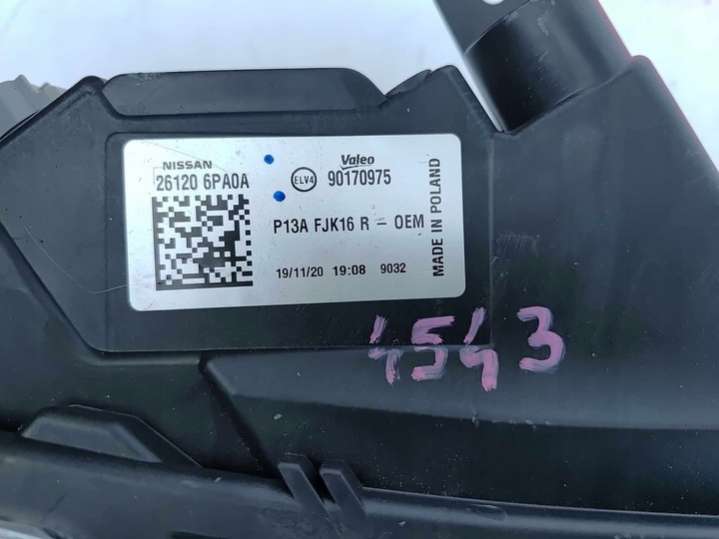 NISSAN
26120 6PA0A
ELV4
Valeo
90170975
P13A FJK16 R - OEM
19/11/20 19:08 9032
MADE IN POLAND
4543